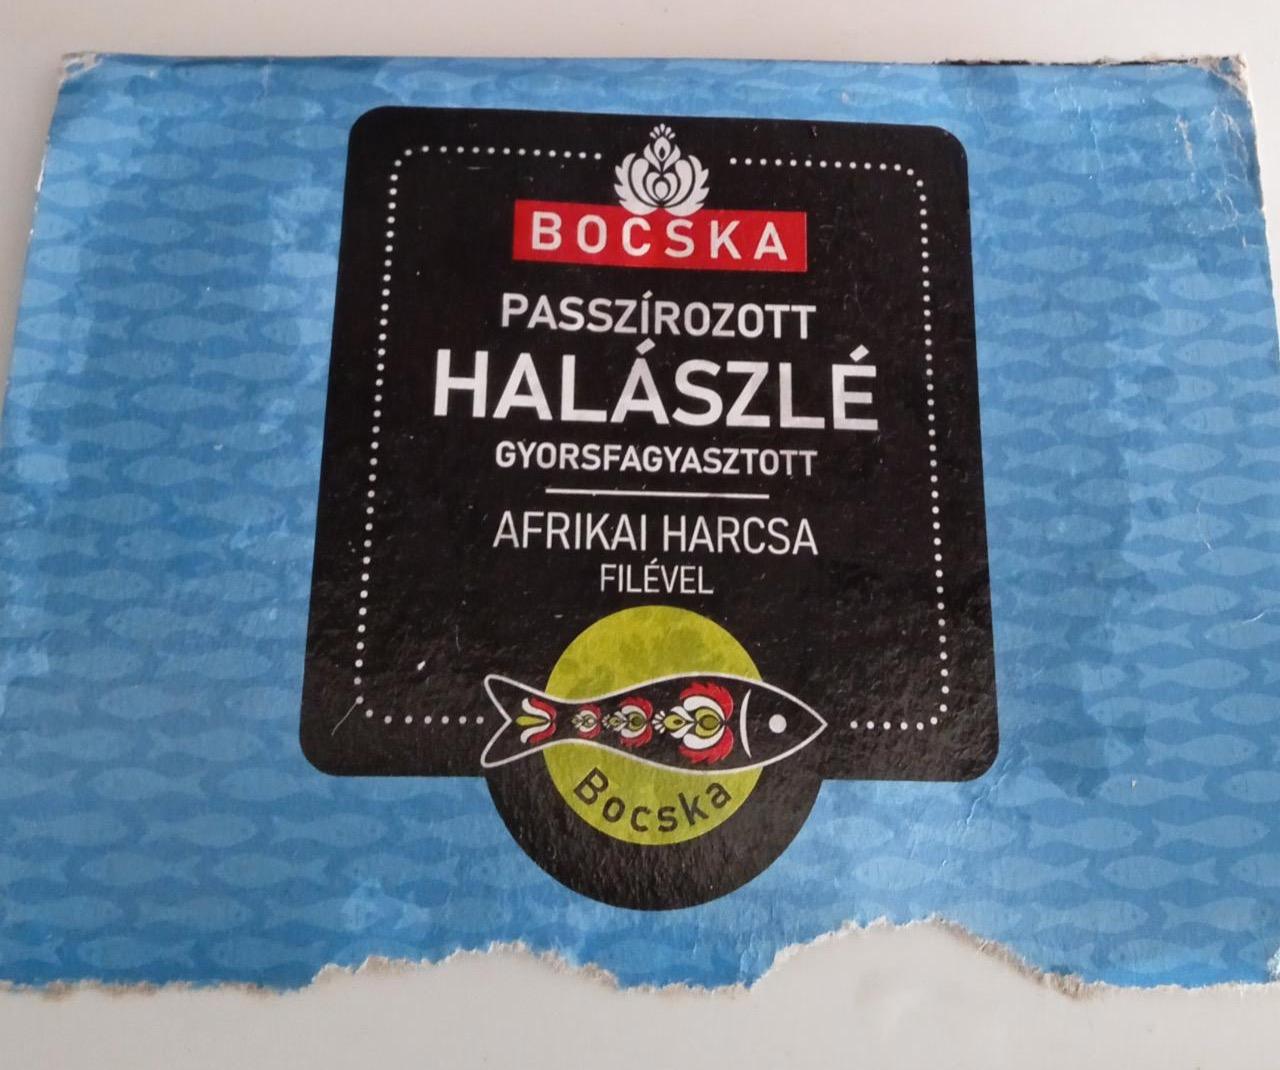 BOCSKA
PASSZÍROZOTT
HALÁSZLÉ
GYORSFAGYASZTOTT
AFRIKAI HARCSA
FILÉVEL
Bocska